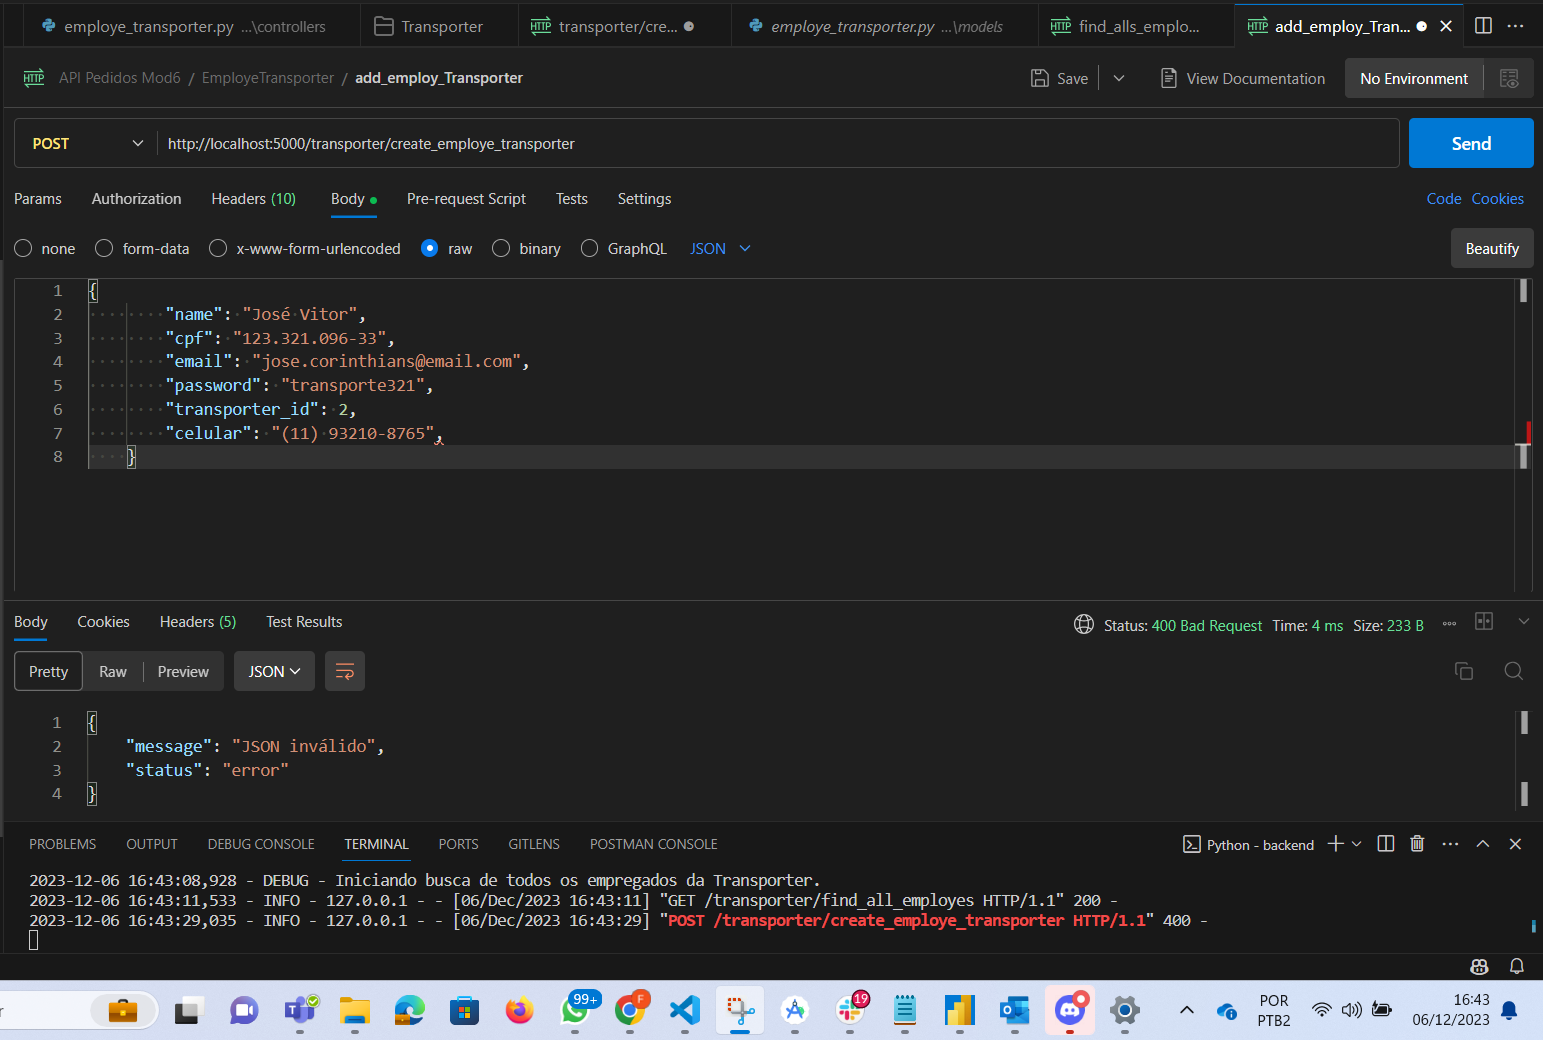 employe_transporter.py ...\controllers
Transporter
HTTP transporter/cre...
employe_transporter.py ...\models
HTTP find_alls_emplo...
HTTP add_employ_Tran...
HTTP API Pedidos Mod6 / EmployeTransporter / add_employ_Transporter
Save
View Documentation
No Environment
POST
http://localhost:5000/transporter/create_employe_transporter
Send
Params Authorization Headers (10) Body Pre-request Script Tests Settings
Code Cookies
none form-data x-www-form-urlencoded raw binary GraphQL JSON
Beautify
1 {
2 "name": "José Vitor",
3 "cpf": "123.321.096-33",
4 "email": "jose.corinthians@email.com",
5 "password": "transporte321",
6 "transporter_id": 2,
7 "celular": "(11) 93210-8765",
8 }
Body Cookies Headers (5) Test Results
Status: 400 Bad Request Time: 4 ms Size: 233 B
Pretty Raw Preview JSON
1 {
2 "message": "JSON inválido",
3 "status": "error"
4 }
PROBLEMS OUTPUT DEBUG CONSOLE TERMINAL PORTS GITLENS POSTMAN CONSOLE
Python - backend
2023-12-06 16:43:08,928 - DEBUG - Iniciando busca de todos os empregados da Transporter.
2023-12-06 16:43:11,533 - INFO - 127.0.0.1 - - [06/Dec/2023 16:43:11] "GET /transporter/find_all_employes HTTP/1.1" 200 -
2023-12-06 16:43:29,035 - INFO - 127.0.0.1 - - [06/Dec/2023 16:43:29] "POST /transporter/create_employe_transporter HTTP/1.1" 400 -
99+
F
19
POR
PTB2
16:43
06/12/2023